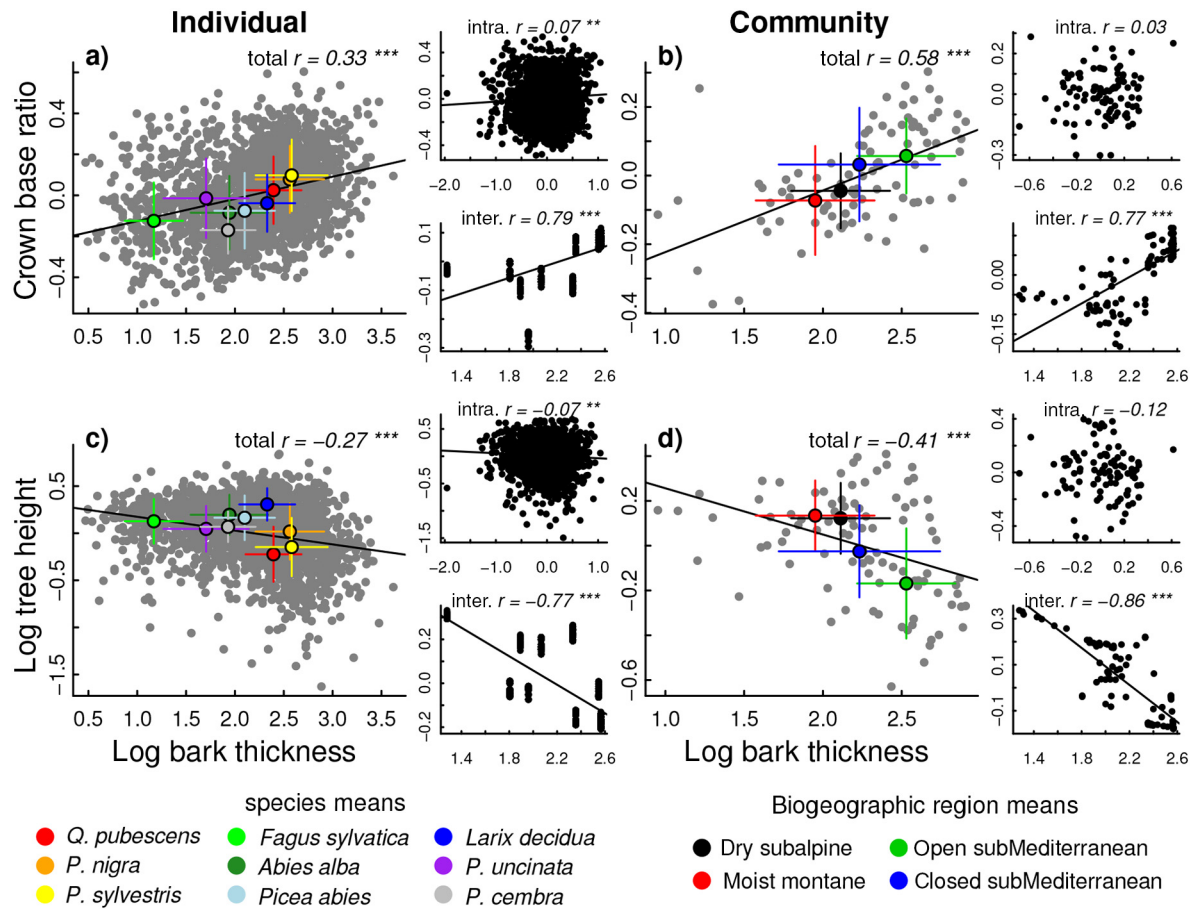 Individual
Community
a)
total r = 0.33 ***
Crown base ratio
0.4
0.0
−0.4
0.5 1.0 1.5 2.0 2.5 3.0 3.5
intra. r = 0.07 **
0.4
0.0
−0.4
−1.0 0.0 0.5 1.0
inter. r = 0.79 ***
0.1
−0.1
−0.3
1.4 1.8 2.2 2.6
b)
total r = 0.58 ***
0.2
0.0
−0.2
−0.4
1.0 1.5 2.0 2.5
intra. r = 0.03
0.2
0.0
−0.3
−0.6 −0.2 0.2 0.6
inter. r = 0.77 ***
0.00
−0.15
1.4 1.8 2.2 2.6
c)
total r = −0.27 ***
Log tree height
0.5
−0.5
−1.5
0.5 1.0 1.5 2.0 2.5 3.0 3.5
Log bark thickness
intra. r = −0.07 **
0.5
−0.5
−1.5
−1.0 0.0 0.5 1.0
inter. r = −0.77 ***
0.2
0.0
−0.2
1.4 1.8 2.2 2.6
d)
total r = −0.41 ***
0.2
−0.2
−0.6
1.0 1.5 2.0 2.5
Log bark thickness
intra. r = −0.12
0.4
0.0
−0.4
−0.6 −0.2 0.2 0.6
inter. r = −0.86 ***
0.3
0.1
−0.1
1.4 1.8 2.2 2.6
species means
Q. pubescens
P. nigra
P. sylvestris
Fagus sylvatica
Abies alba
Picea abies
Larix decidua
P. uncinata
P. cembra
Biogeographic region means
Dry subalpine
Moist montane
Open subMediterranean
Closed subMediterranean